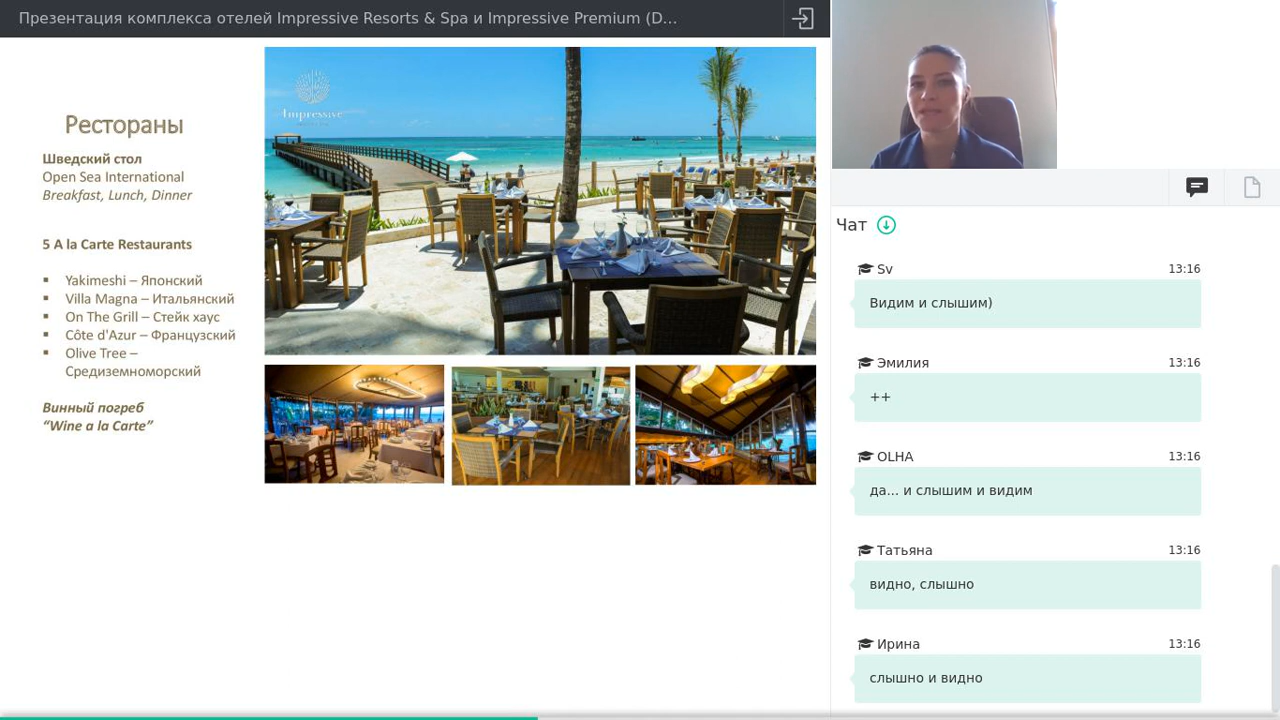 Презентация комплекса отелей Impressive Resorts & Spa и Impressive Premium (D...
Рестораны
Шведский стол
Open Sea International
Breakfast, Lunch, Dinner
5 A la Carte Restaurants
▪ Yakimeshi – Японский
▪ Villa Magna – Итальянский
▪ On The Grill – Стейк хаус
▪ Côte d'Azur – Французский
▪ Olive Tree –
Средиземноморский
Винный погреб
“Wine a la Carte”
Impressive
Чат
Sv 13:16
Видим и слышим)
Эмилия 13:16
++
OLHA 13:16
да... и слышим и видим
Татьяна 13:16
видно, слышно
Ирина 13:16
слышно и видно